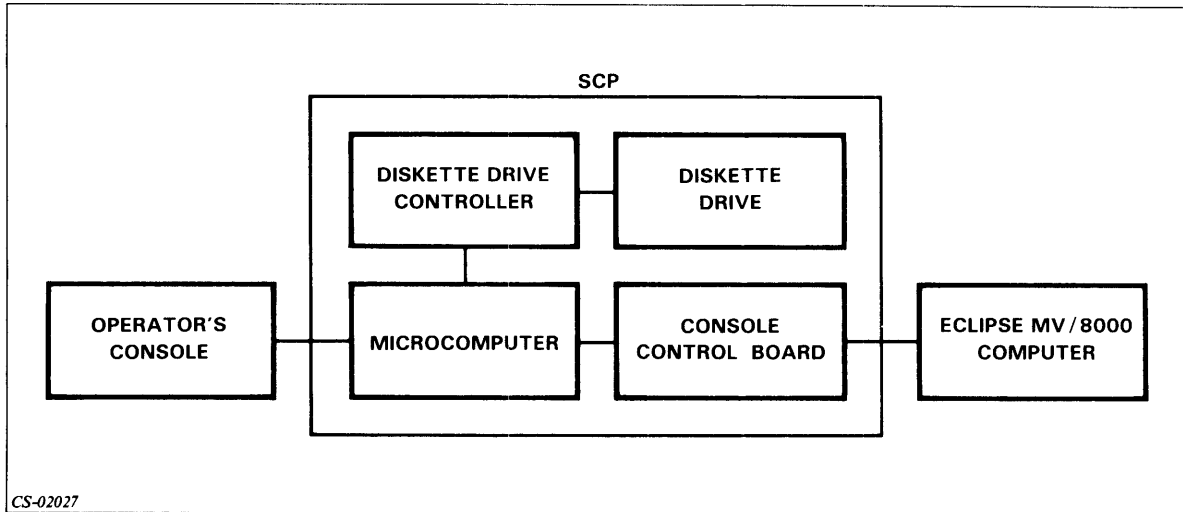 SCP
DISKETTE DRIVE
CONTROLLER
DISKETTE
DRIVE
OPERATOR'S
CONSOLE
MICROCOMPUTER
CONSOLE
CONTROL BOARD
ECLIPSE MV/8000
COMPUTER
CS-02027